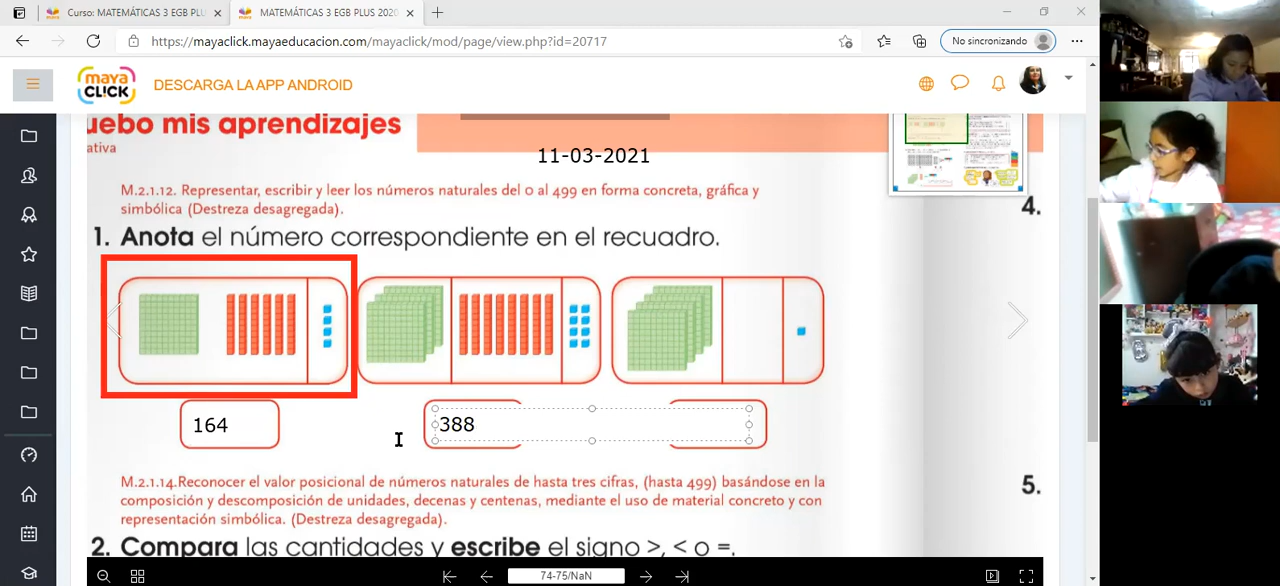 Curso: MATEMÁTICAS 3 EGB PLU
MATEMÁTICAS 3 EGB PLUS 2020
https://mayaclick.mayaeducacion.com/mayaclick/mod/page/view.php?id=20717
No sincronizando
maya CLICK
DESCARGA LA APP ANDROID
uebo mis aprendizajes
ativa
11-03-2021
M.2.1.12. Representar, escribir y leer los números naturales del 0 al 499 en forma concreta, gráfica y
simbólica (Destreza desagregada).
4.
1. Anota el número correspondiente en el recuadro.
164
388
M.2.1.14.Reconocer el valor posicional de números naturales de hasta tres cifras, (hasta 499) basándose en la
composición y descomposición de unidades, decenas y centenas, mediante el uso de material concreto y con
representación simbólica. (Destreza desagregada).
5.
2. Compara las cantidades y escribe el signo >, < o =.
74-75/NaN